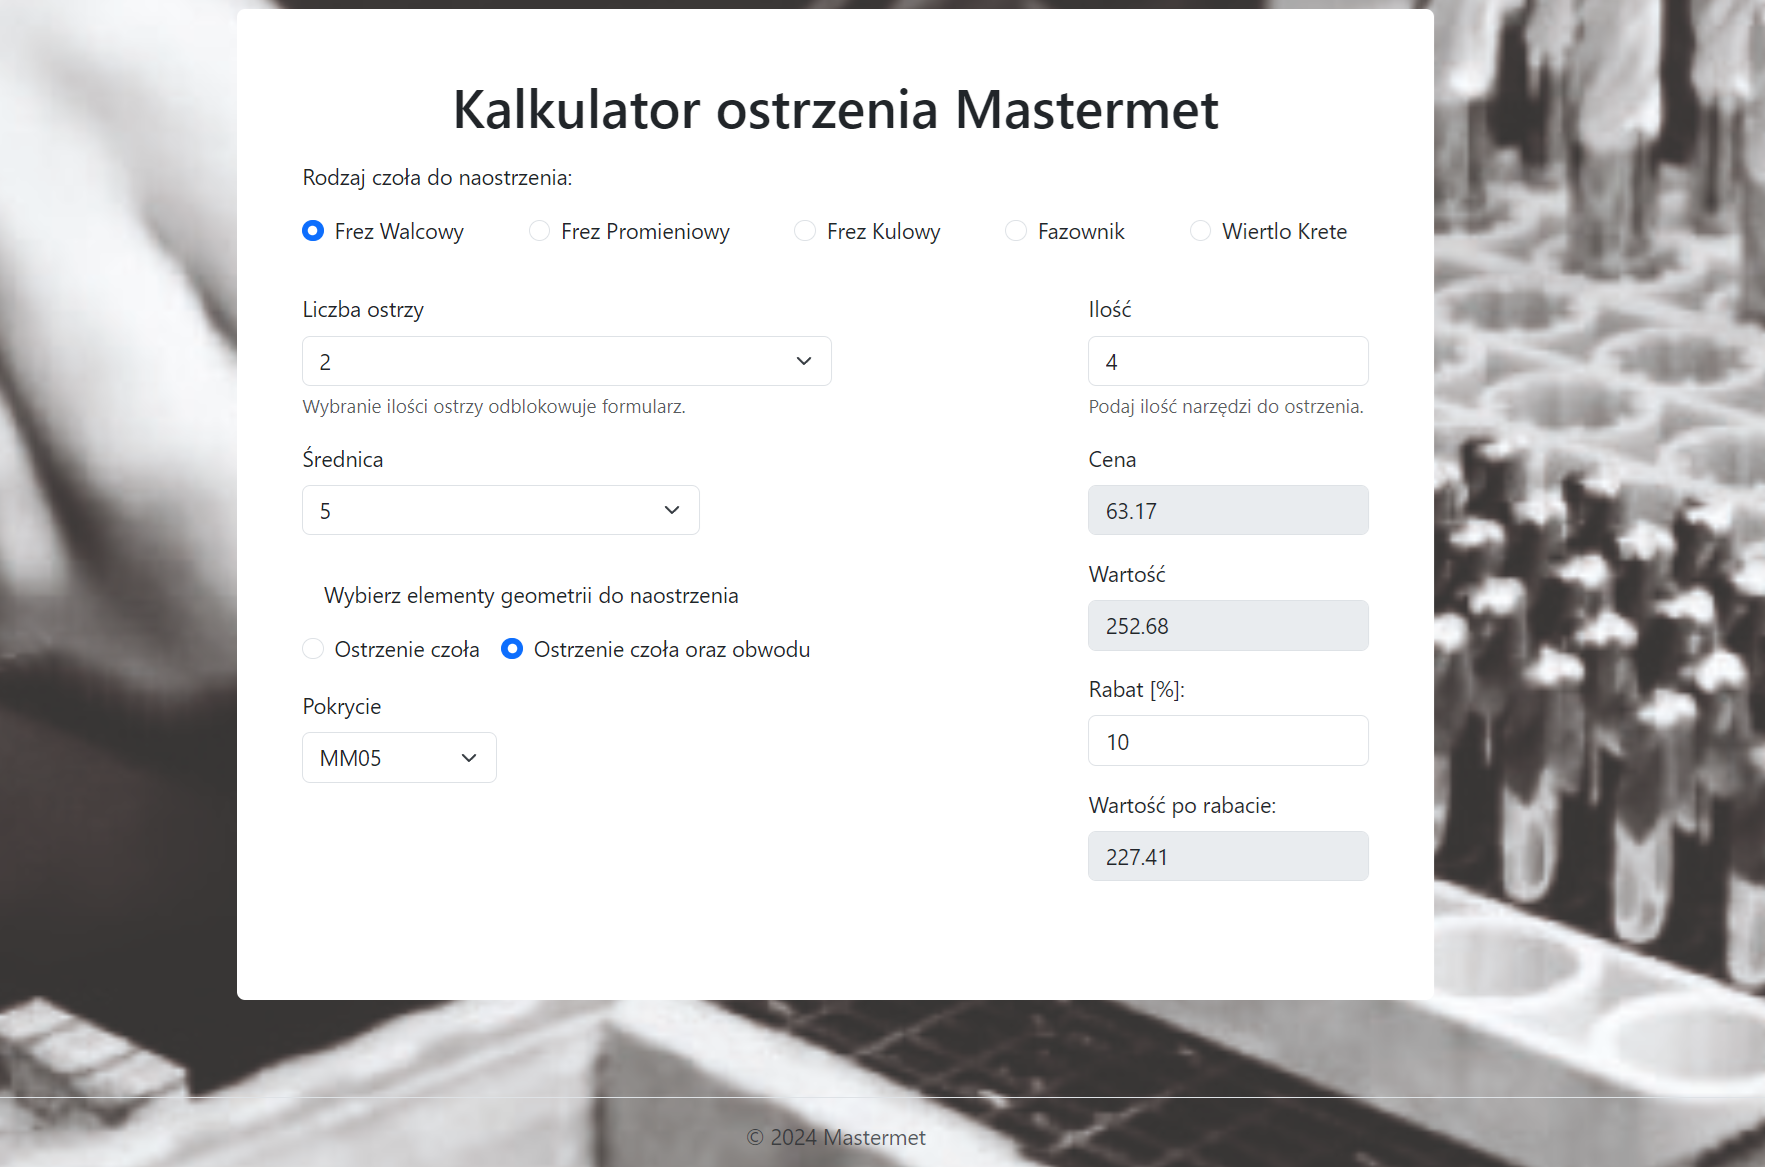 Kalkulator ostrzenia Mastermet
Rodzaj czoła do naostrzenia:
Frez Walcowy Frez Promieniowy Frez Kulowy Fazownik Wiertlo Krete
Liczba ostrzy
2
Wybranie ilości ostrzy odblokowuje formularz.
Średnica
5
Wybierz elementy geometrii do naostrzenia
Ostrzenie czoła Ostrzenie czoła oraz obwodu
Pokrycie
MM05
Ilość
4
Podaj ilość narzędzi do ostrzenia.
Cena
63.17
Wartość
252.68
Rabat [%]:
10
Wartość po rabacie:
227.41
© 2024 Mastermet